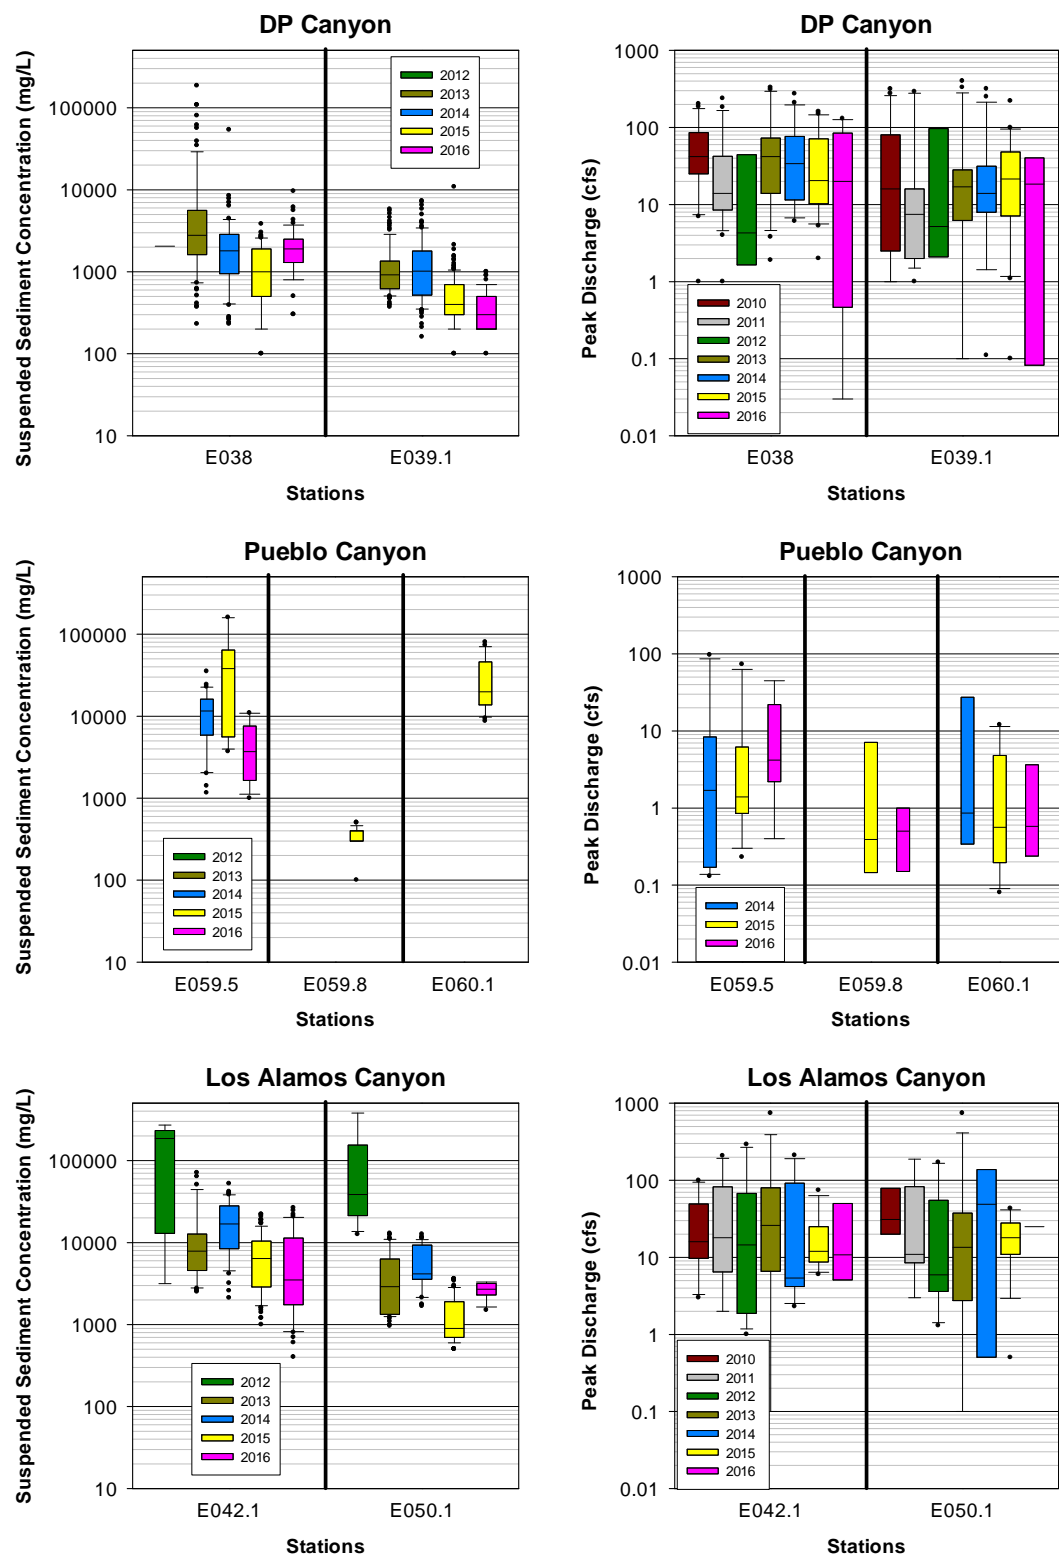 DP Canyon
Suspended Sediment Concentration (mg/L)
100000
10000
1000
100
10
2012
2013
2014
2015
2016
E038
E039.1
Stations
DP Canyon
Peak Discharge (cfs)
1000
100
10
1
0.1
0.01
2010
2011
2012
2013
2014
2015
2016
E038
E039.1
Stations
Pueblo Canyon
Suspended Sediment Concentration (mg/L)
100000
10000
1000
100
10
2012
2013
2014
2015
2016
E059.5
E059.8
E060.1
Stations
Pueblo Canyon
Peak Discharge (cfs)
1000
100
10
1
0.1
0.01
2014
2015
2016
E059.5
E059.8
E060.1
Stations
Los Alamos Canyon
Suspended Sediment Concentration (mg/L)
100000
10000
1000
100
10
2012
2013
2014
2015
2016
E042.1
E050.1
Stations
Los Alamos Canyon
Peak Discharge (cfs)
1000
100
10
1
0.1
0.01
2010
2011
2012
2013
2014
2015
2016
E042.1
E050.1
Stations